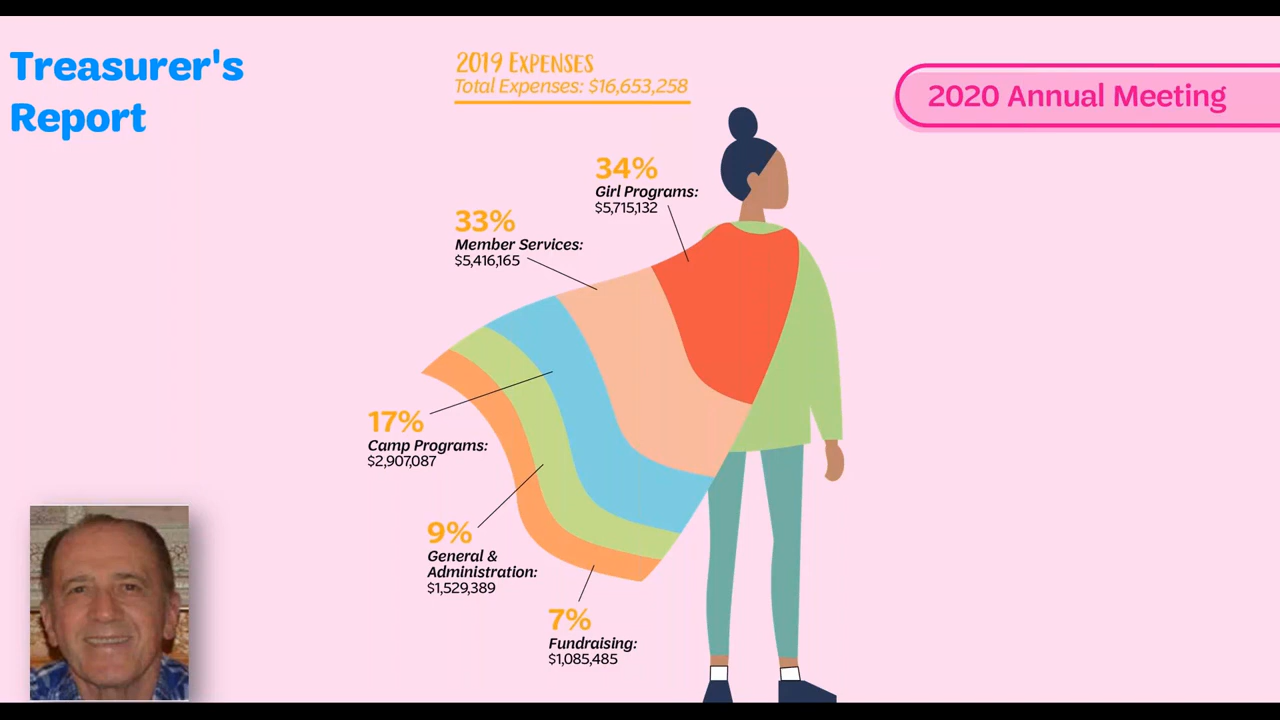 Treasurer's
Report
2019 EXPENSES
Total Expenses: $16,653,258
2020 Annual Meeting
34%
Girl Programs:
$5,715,132
33%
Member Services:
$5,416,165
17%
Camp Programs:
$2,907,087
9%
General &
Administration:
$1,529,389
7%
Fundraising:
$1,085,485